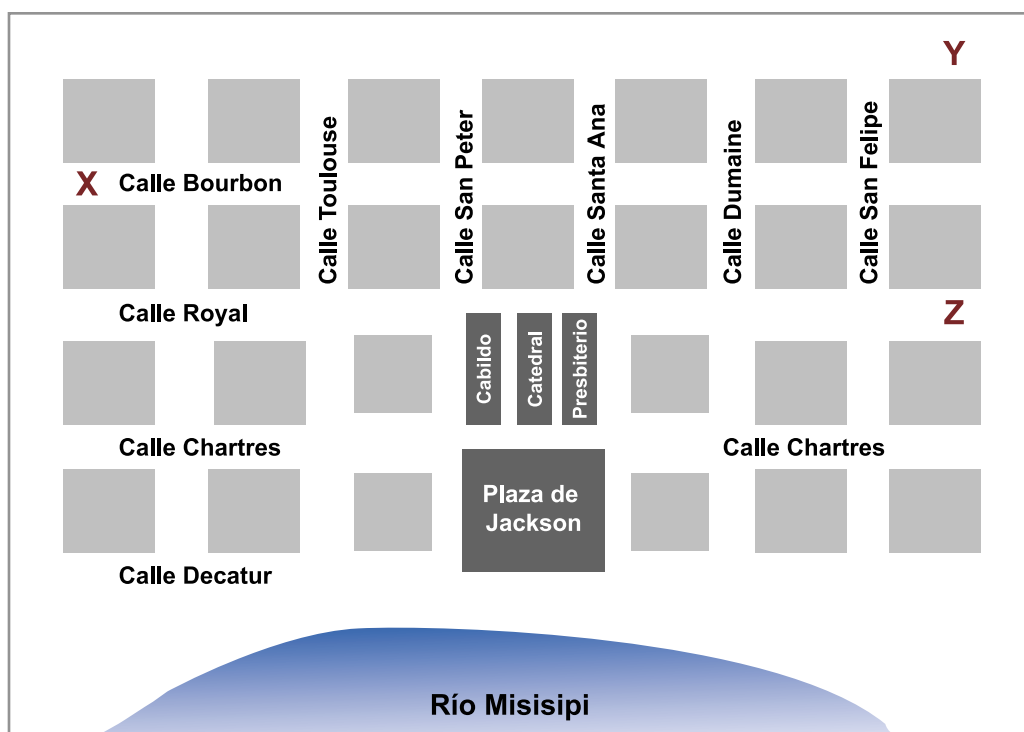 Y
X
Calle Bourbon
Calle Toulouse
Calle San Peter
Calle Santa Ana
Calle Dumaine
Calle San Felipe
Calle Royal
Z
Cabildo
Catedral
Presbiterio
Calle Chartres
Calle Chartres
Plaza de
Jackson
Calle Decatur
Río Misisipi